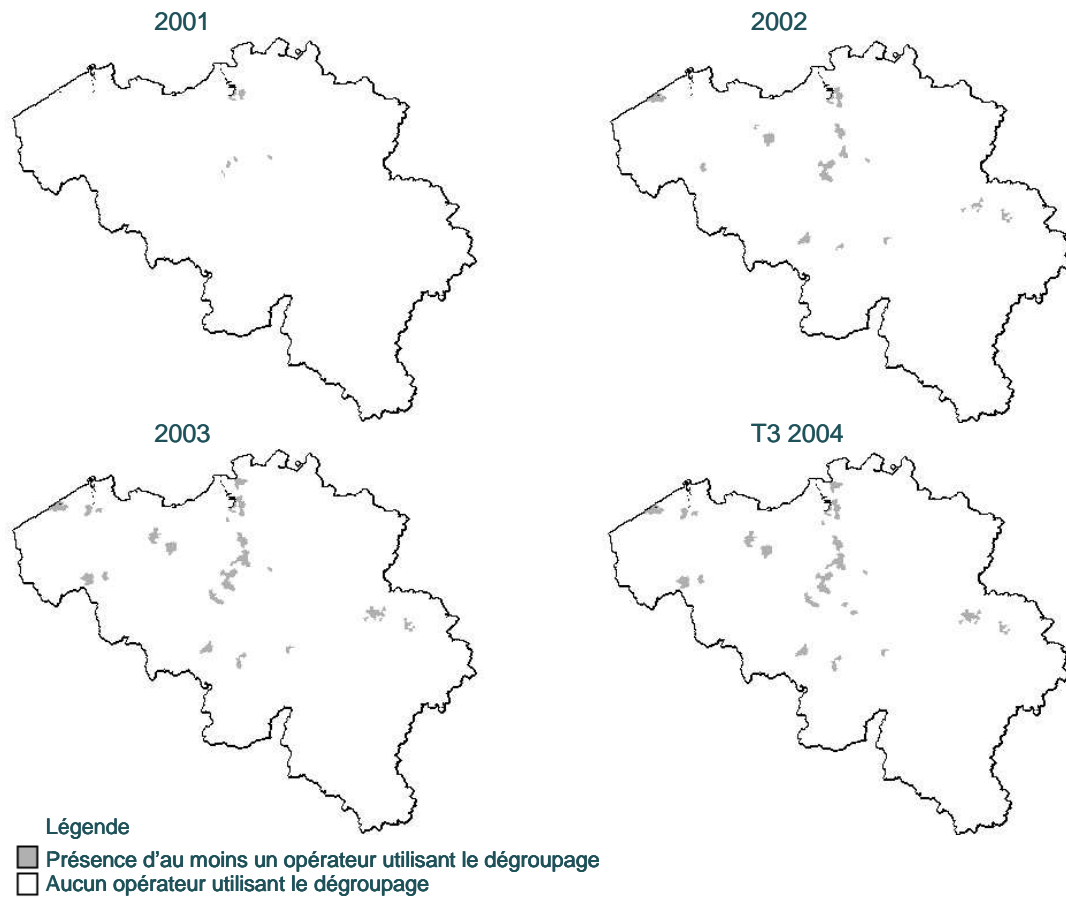 2001
2002
2003
T3 2004
Légende
Présence d'au moins un opérateur utilisant le dégroupage
Aucun opérateur utilisant le dégroupage